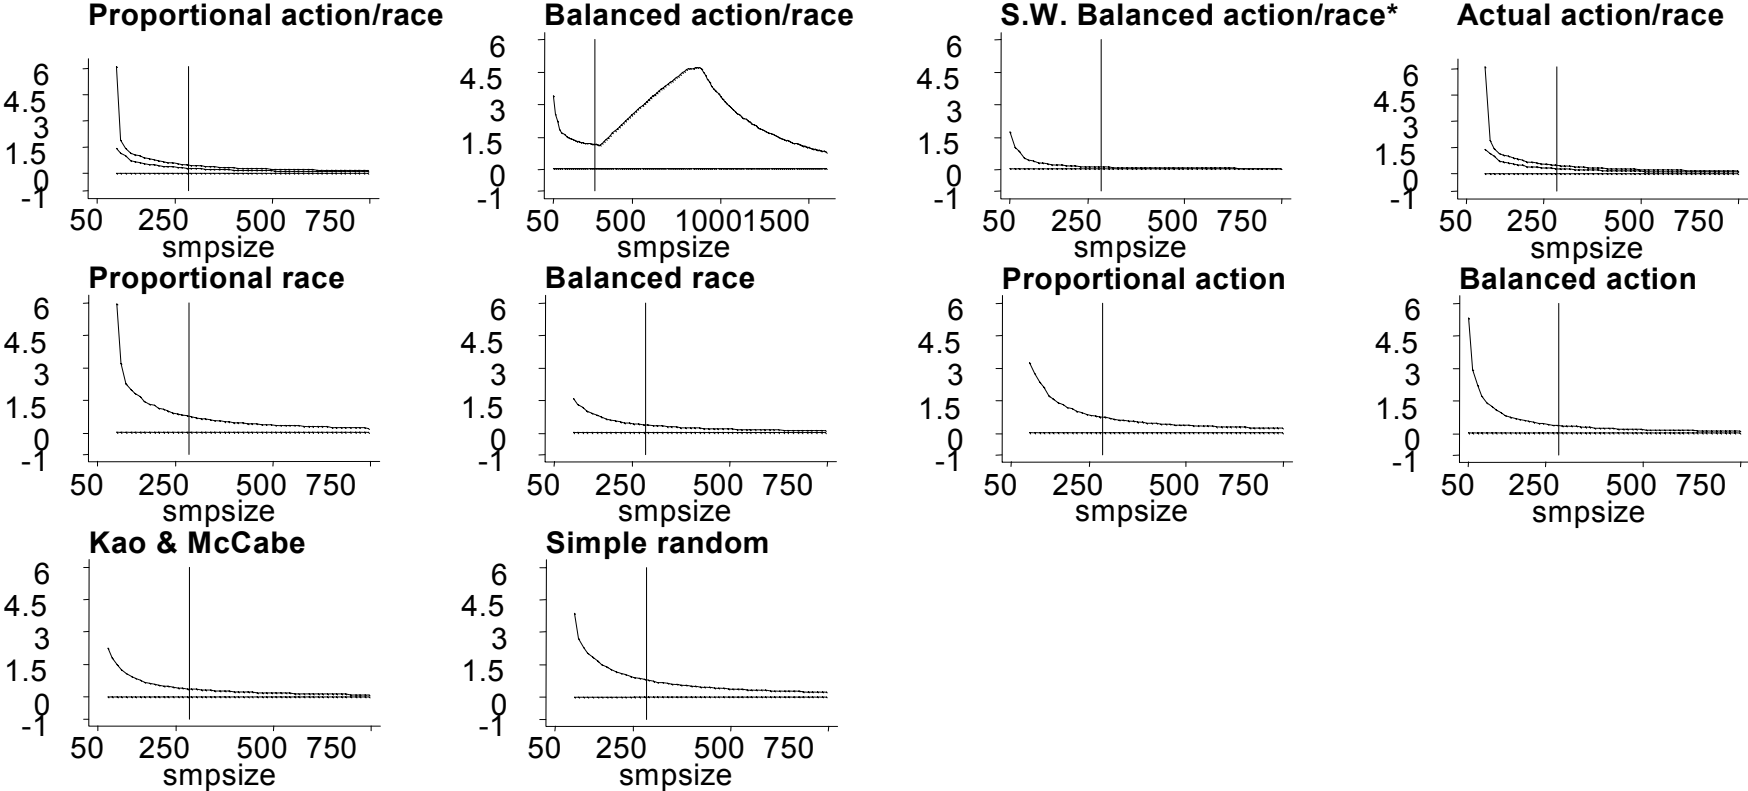 Proportional action/race
6
4.5
3
1.5
0
-1
50 250 500 750
smpsize
Balanced action/race
6
4.5
3
1.5
0
-1
50 500 1000 1500
smpsize
S.W. Balanced action/race*
6
4.5
3
1.5
0
-1
50 250 500 750
smpsize
Actual action/race
6
4.5
3
1.5
0
-1
50 250 500 750
smpsize
Proportional race
6
4.5
3
1.5
0
-1
50 250 500 750
smpsize
Balanced race
6
4.5
3
1.5
0
-1
50 250 500 750
smpsize
Proportional action
6
4.5
3
1.5
0
-1
50 250 500 750
smpsize
Balanced action
6
4.5
3
1.5
0
-1
50 250 500 750
smpsize
Kao & McCabe
6
4.5
3
1.5
0
-1
50 250 500 750
smpsize
Simple random
6
4.5
3
1.5
0
-1
50 250 500 750
smpsize